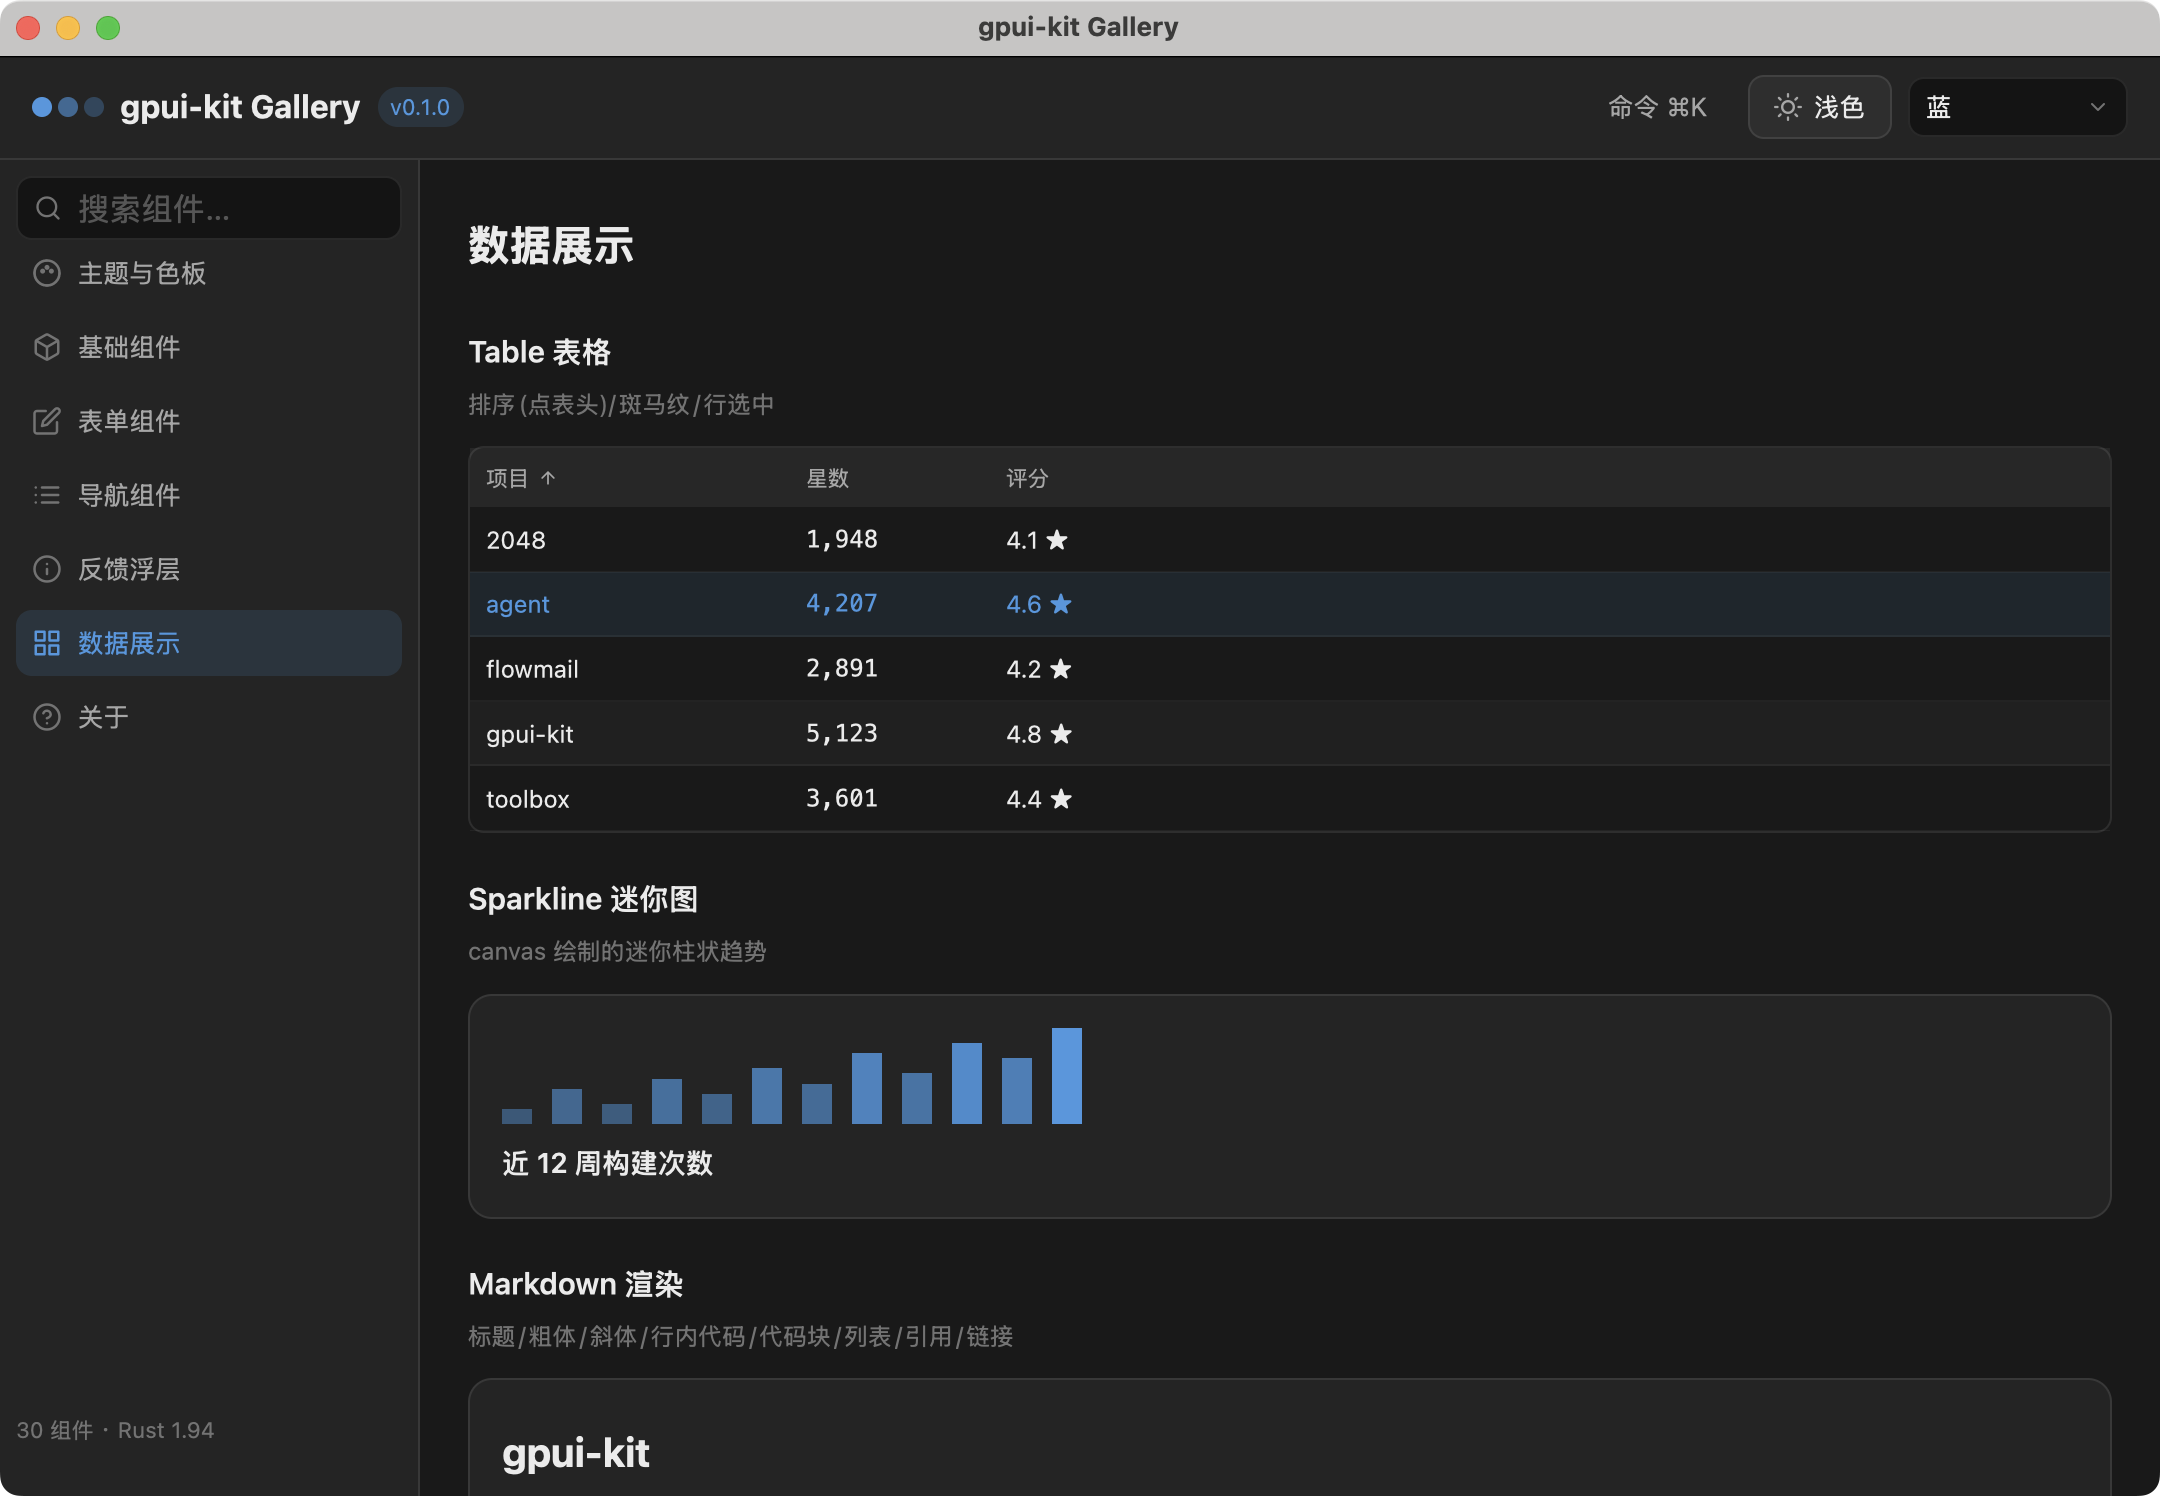 gpui-kit Gallery
gpui-kit Gallery v0.1.0 命令 ⌘K 浅色 蓝
搜索组件...
主题与色板
基础组件
表单组件
导航组件
反馈浮层
数据展示
关于
30 组件 · Rust 1.94
数据展示
Table 表格
排序(点表头)/斑马纹/行选中
项目 ↑ 星数 评分
2048 1,948 4.1 ★
agent 4,207 4.6 ★
flowmail 2,891 4.2 ★
gpui-kit 5,123 4.8 ★
toolbox 3,601 4.4 ★
Sparkline 迷你图
canvas 绘制的迷你柱状趋势
近 12 周构建次数
Markdown 渲染
标题/粗体/斜体/行内代码/代码块/列表/引用/链接
gpui-kit